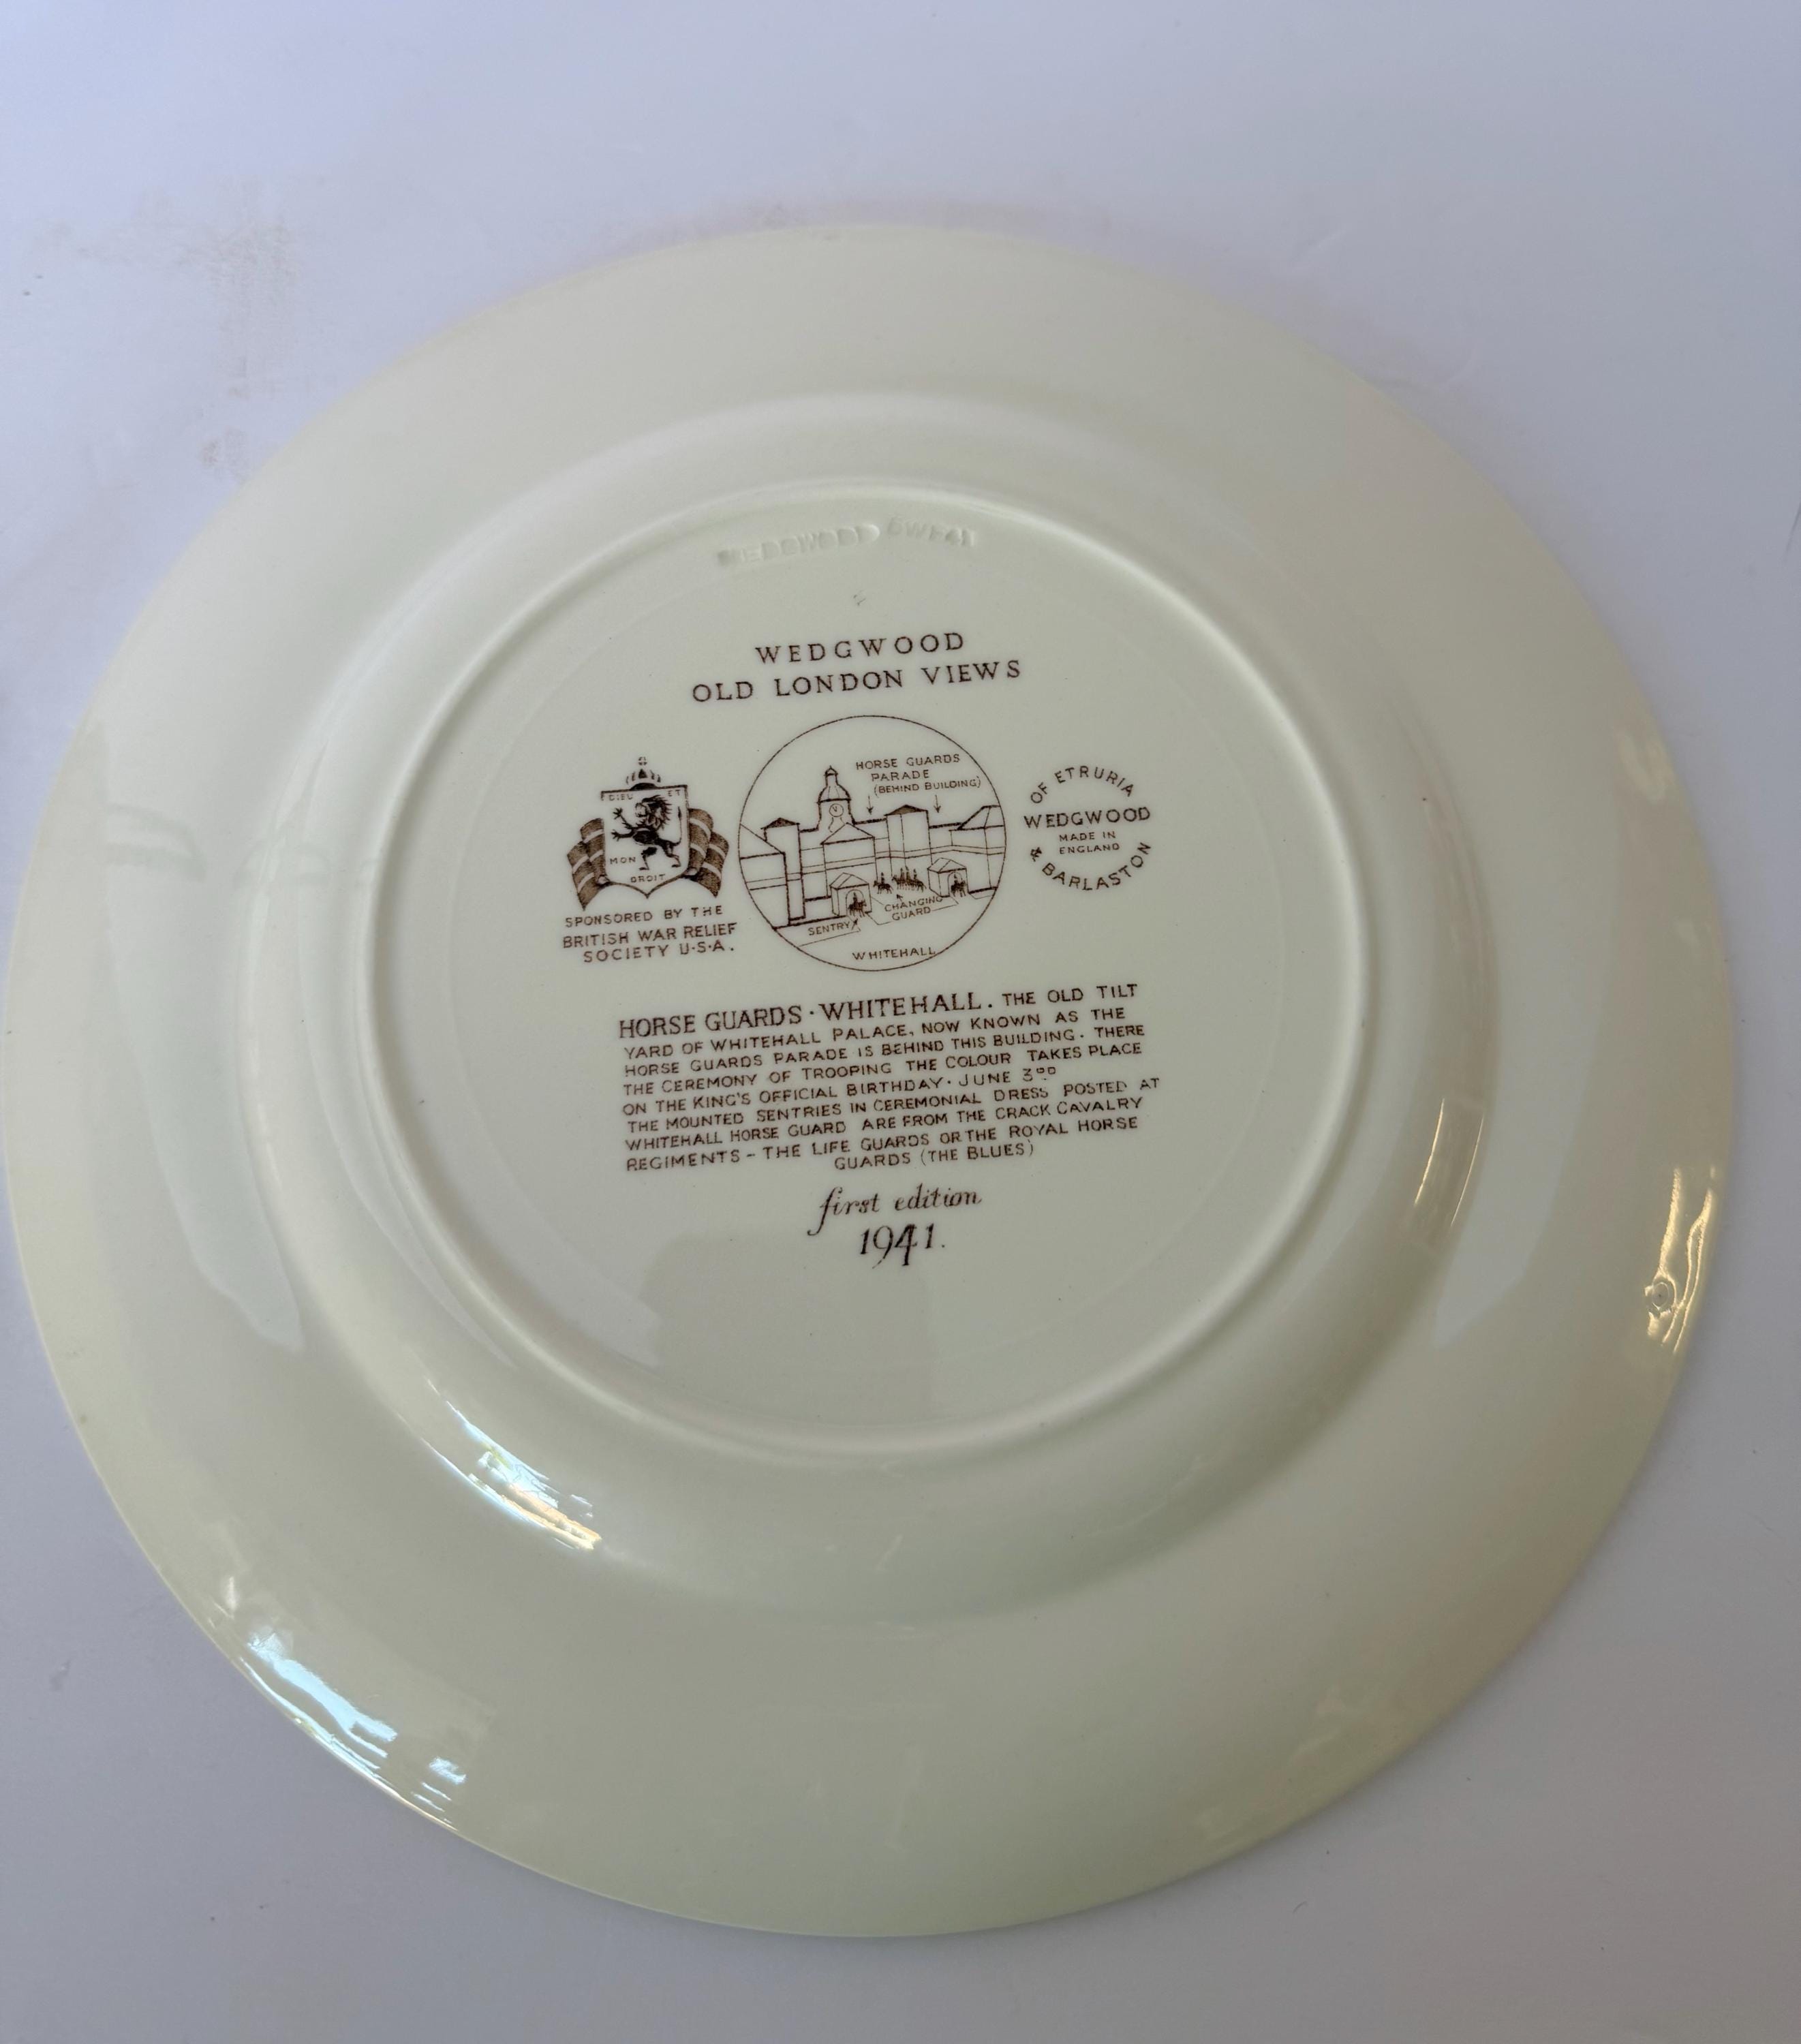 WEDGWOOD 6WF41
WEDGWOOD
OLD LONDON VIEWS
DIEU ET
MON
DROIT
SPONSORED BY THE
BRITISH WAR RELIEF
SOCIETY U·S·A.
HORSE GUARDS
PARADE
(BEHIND BUILDING)
CHANGING
GUARD
SENTRY
WHITEHALL
OF ETRURIA
WEDGWOOD
MADE IN
ENGLAND
& BARLASTON
HORSE GUARDS · WHITEHALL. THE OLD TILT
YARD OF WHITEHALL PALACE, NOW KNOWN AS THE
HORSE GUARDS PARADE IS BEHIND THIS BUILDING. THERE
THE CEREMONY OF TROOPING THE COLOUR TAKES PLACE
ON THE KING'S OFFICIAL BIRTHDAY · JUNE 3RD
THE MOUNTED SENTRIES IN CEREMONIAL DRESS POSTED AT
WHITEHALL HORSE GUARD ARE FROM THE CRACK CAVALRY
REGIMENTS - THE LIFE GUARDS OR THE ROYAL HORSE
GUARDS (THE BLUES)
first edition
1941.